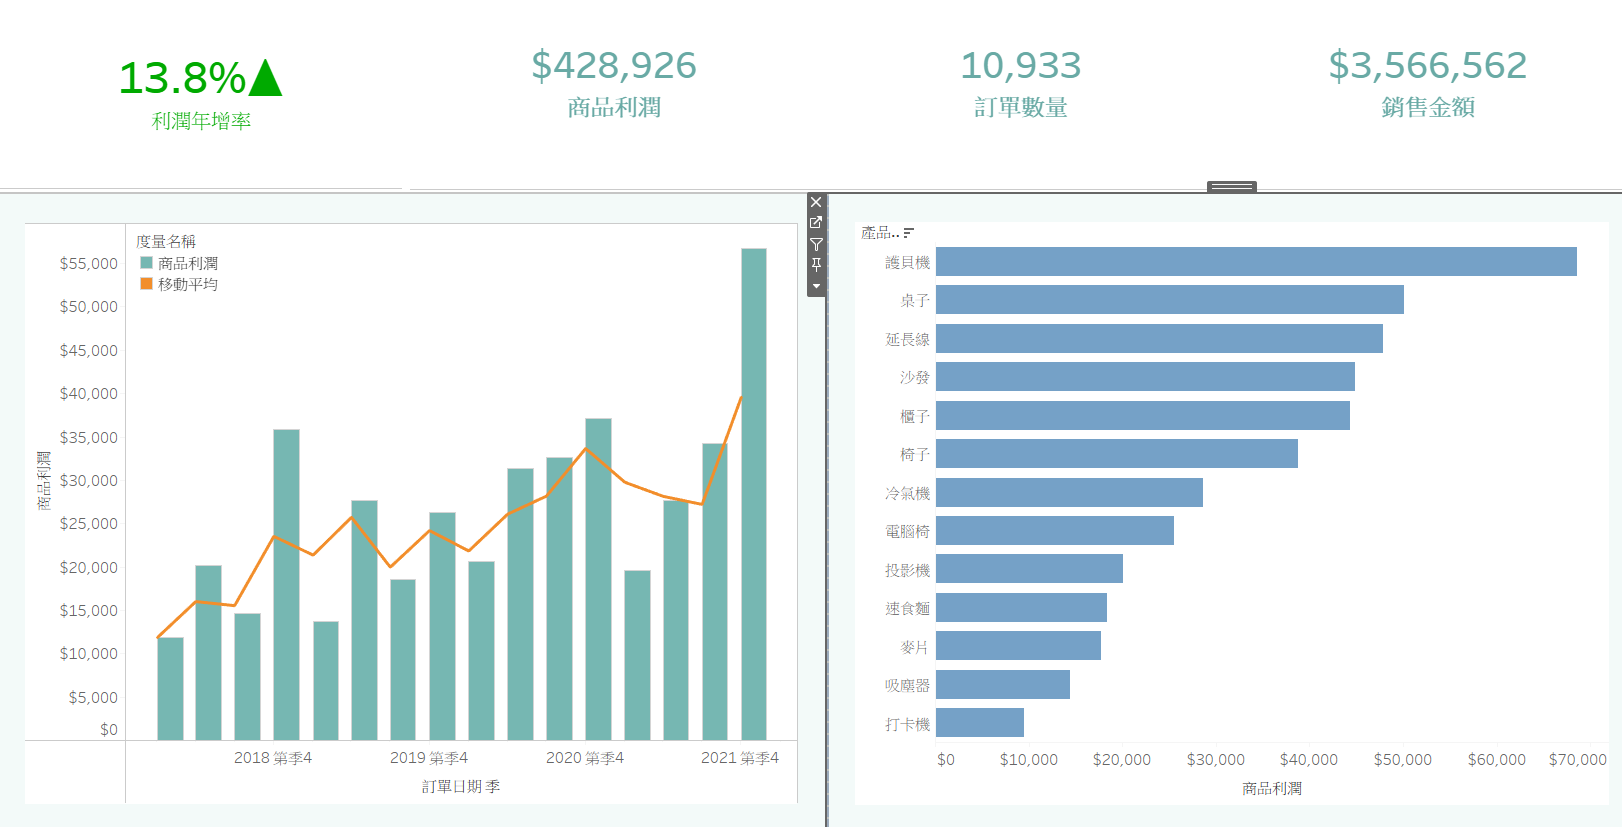 13.8%▲
利潤年增率
$428,926
商品利潤
10,933
訂單數量
$3,566,562
銷售金額
度量名稱
商品利潤
移動平均
$55,000
$50,000
$45,000
$40,000
$35,000
$30,000
$25,000
$20,000
$15,000
$10,000
$5,000
$0
商品利潤
2018 第季4
2019 第季4
2020 第季4
2021 第季4
訂單日期 季
產品..
護貝機
桌子
延長線
沙發
櫃子
椅子
冷氣機
電腦椅
投影機
速食麵
麥片
吸塵器
打卡機
$0
$10,000
$20,000
$30,000
$40,000
$50,000
$60,000
$70,000
商品利潤